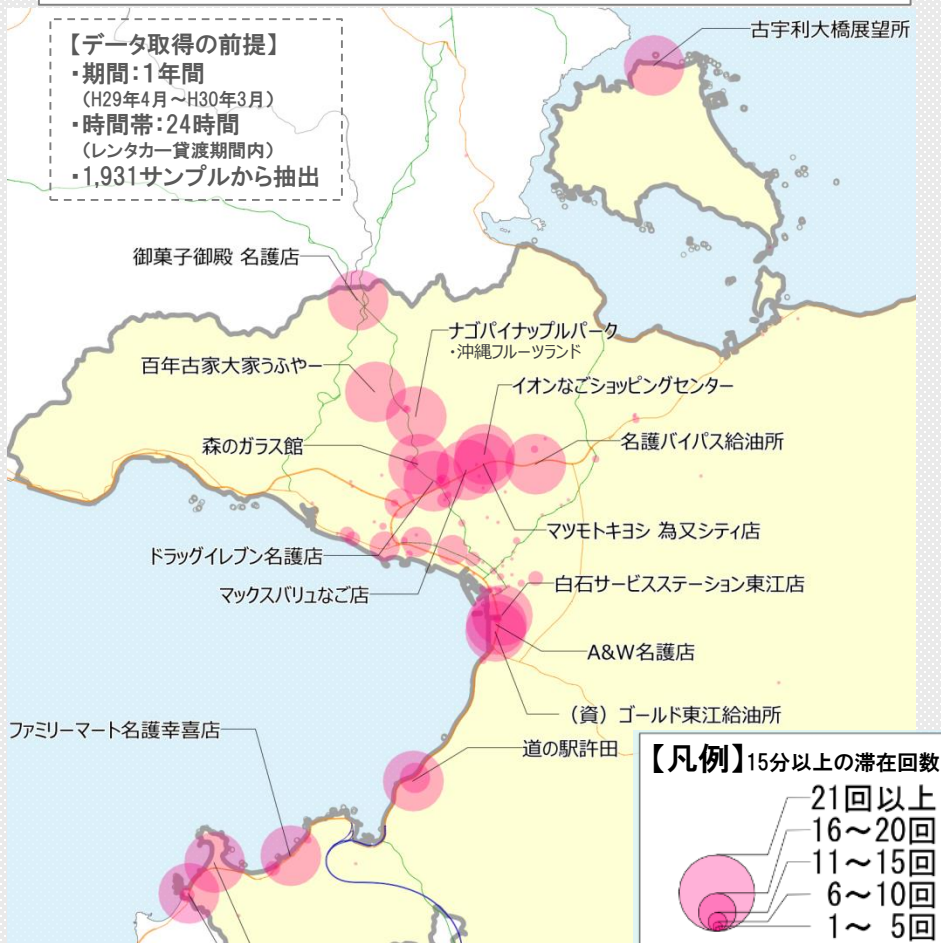 【データ取得の前提】
・期間：1年間
（H29年4月～H30年3月）
・時間帯：24時間
（レンタカー貸渡期間内）
・1,931サンプルから抽出
古宇利大橋展望所
御菓子御殿 名護店
ナゴパイナップルパーク
・沖縄フルーツランド
百年古家大家うふやー
イオンなごショッピングセンター
森のガラス館
名護バイパス給油所
マツモトキヨシ 為又シティ店
ドラッグイレブン名護店
白石サービスステーション東江店
マックスバリュなご店
A&W名護店
（資）ゴールド東江給油所
ファミリーマート名護幸喜店
道の駅許田
【凡例】15分以上の滞在回数
21回以上
16～20回
11～15回
6～10回
1～ 5回